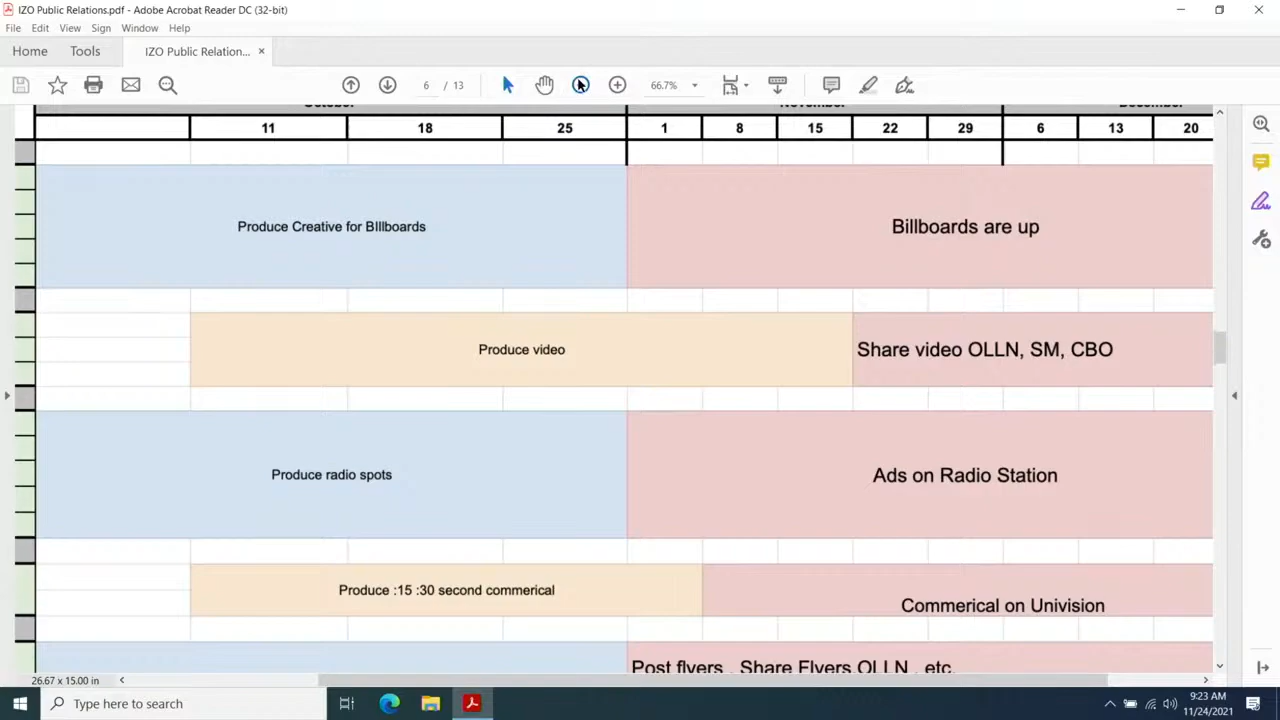 IZO Public Relations.pdf - Adobe Acrobat Reader DC (32-bit)
File Edit View Sign Window Help
Home Tools IZO Public Relation... ×
6 / 13 66.7%
October November December
11 18 25 1 8 15 22 29 6 13 20
Produce Creative for BIllboards Billboards are up
Produce video Share video OLLN, SM, CBO
Produce radio spots Ads on Radio Station
Produce :15 :30 second commerical
Commerical on Univision
Post flyers , Share Flyers OLLN , etc.
26.67 x 15.00 in
Type here to search
9:23 AM
11/24/2021